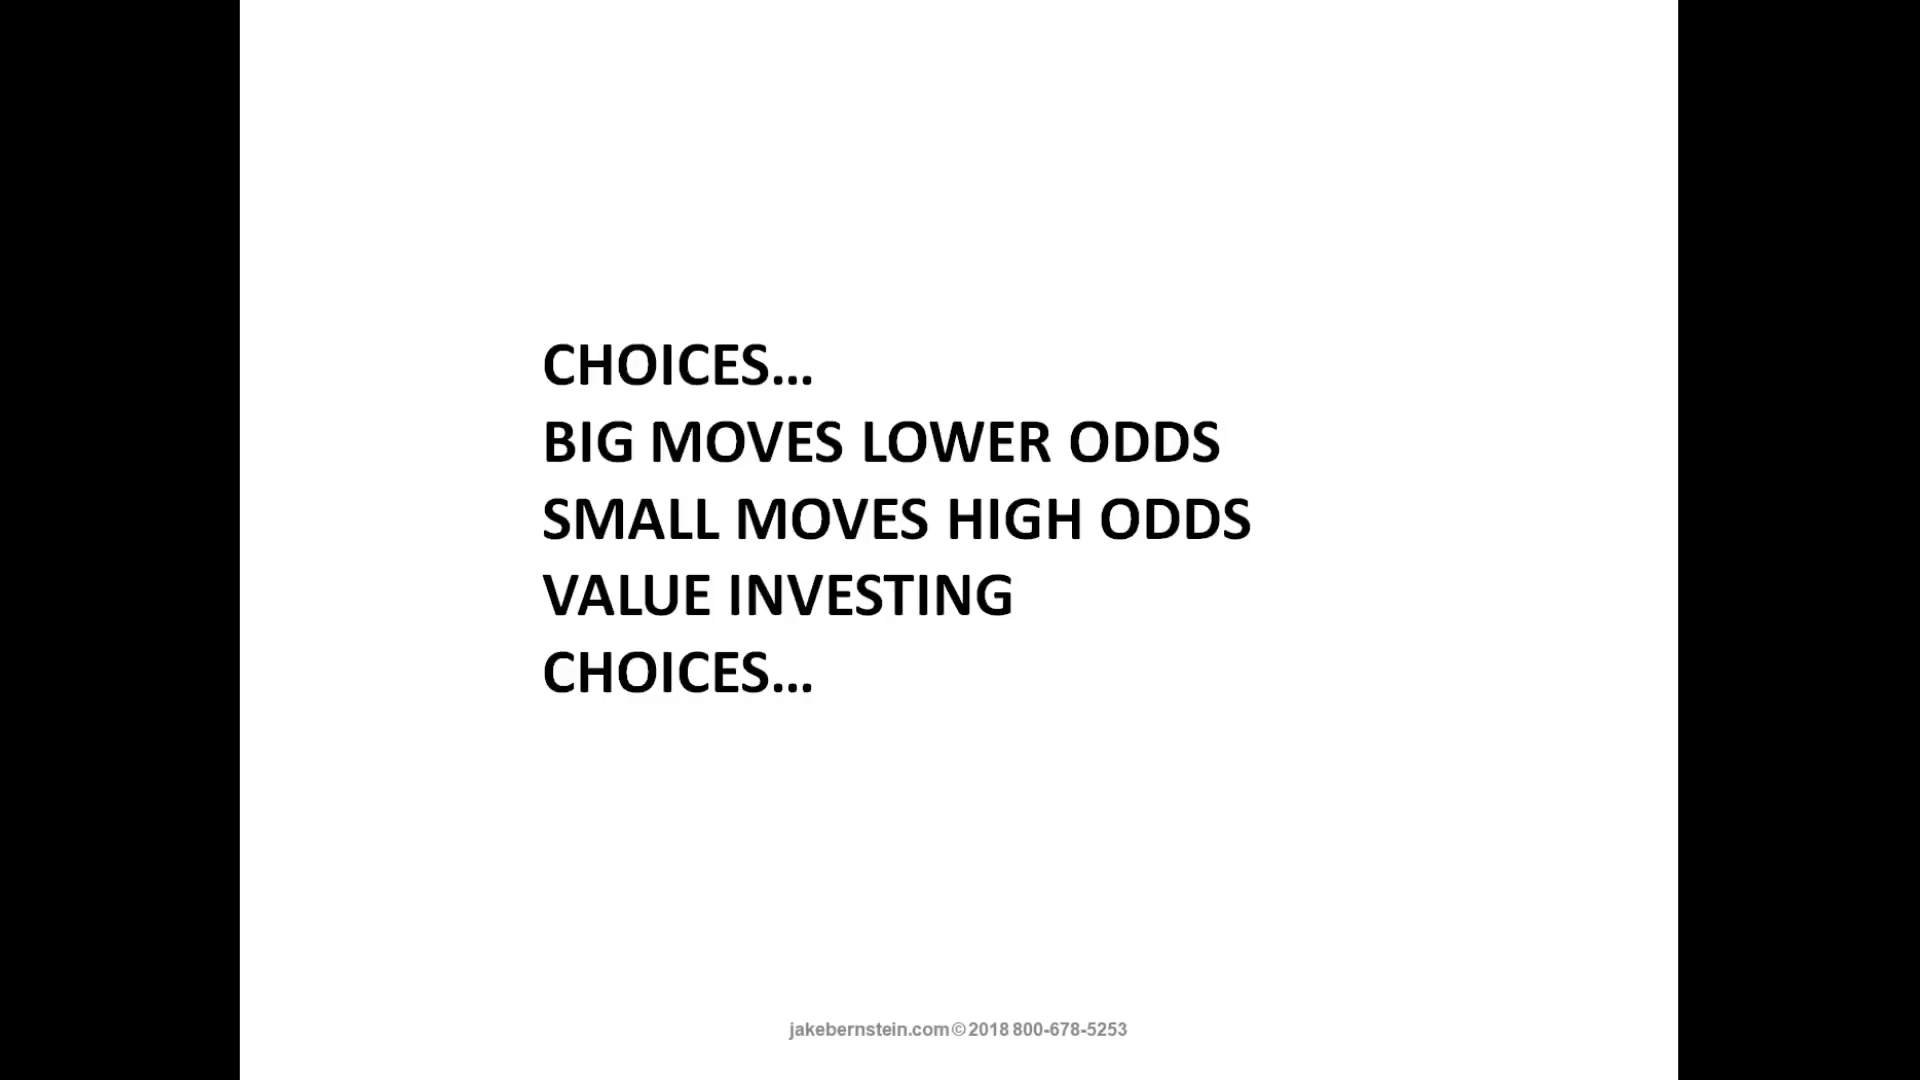 CHOICES...
BIG MOVES LOWER ODDS
SMALL MOVES HIGH ODDS
VALUE INVESTING
CHOICES...
jakebernstein.com©2018 800-678-5253